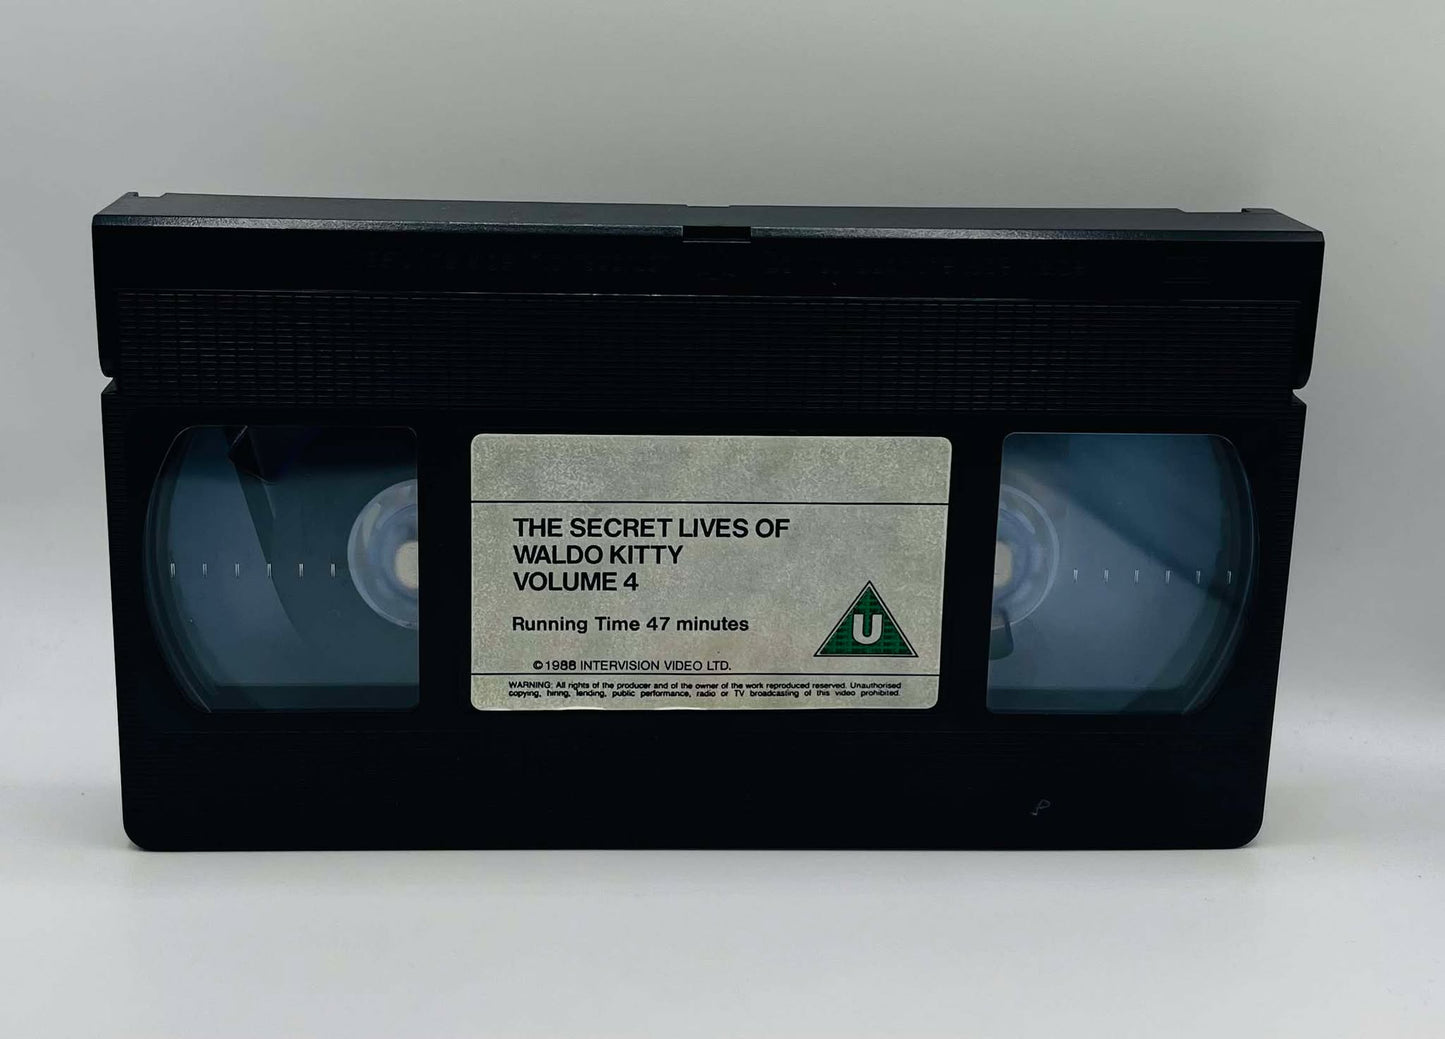 THE SECRET LIVES OF
WALDO KITTY
VOLUME 4
Running Time 47 minutes
U
© 1988 INTERVISION VIDEO LTD.
WARNING: All rights of the producer and of the owner of the work reproduced reserved. Unauthorised
copying, hiring, lending, public performance, radio or TV broadcasting of this video prohibited.